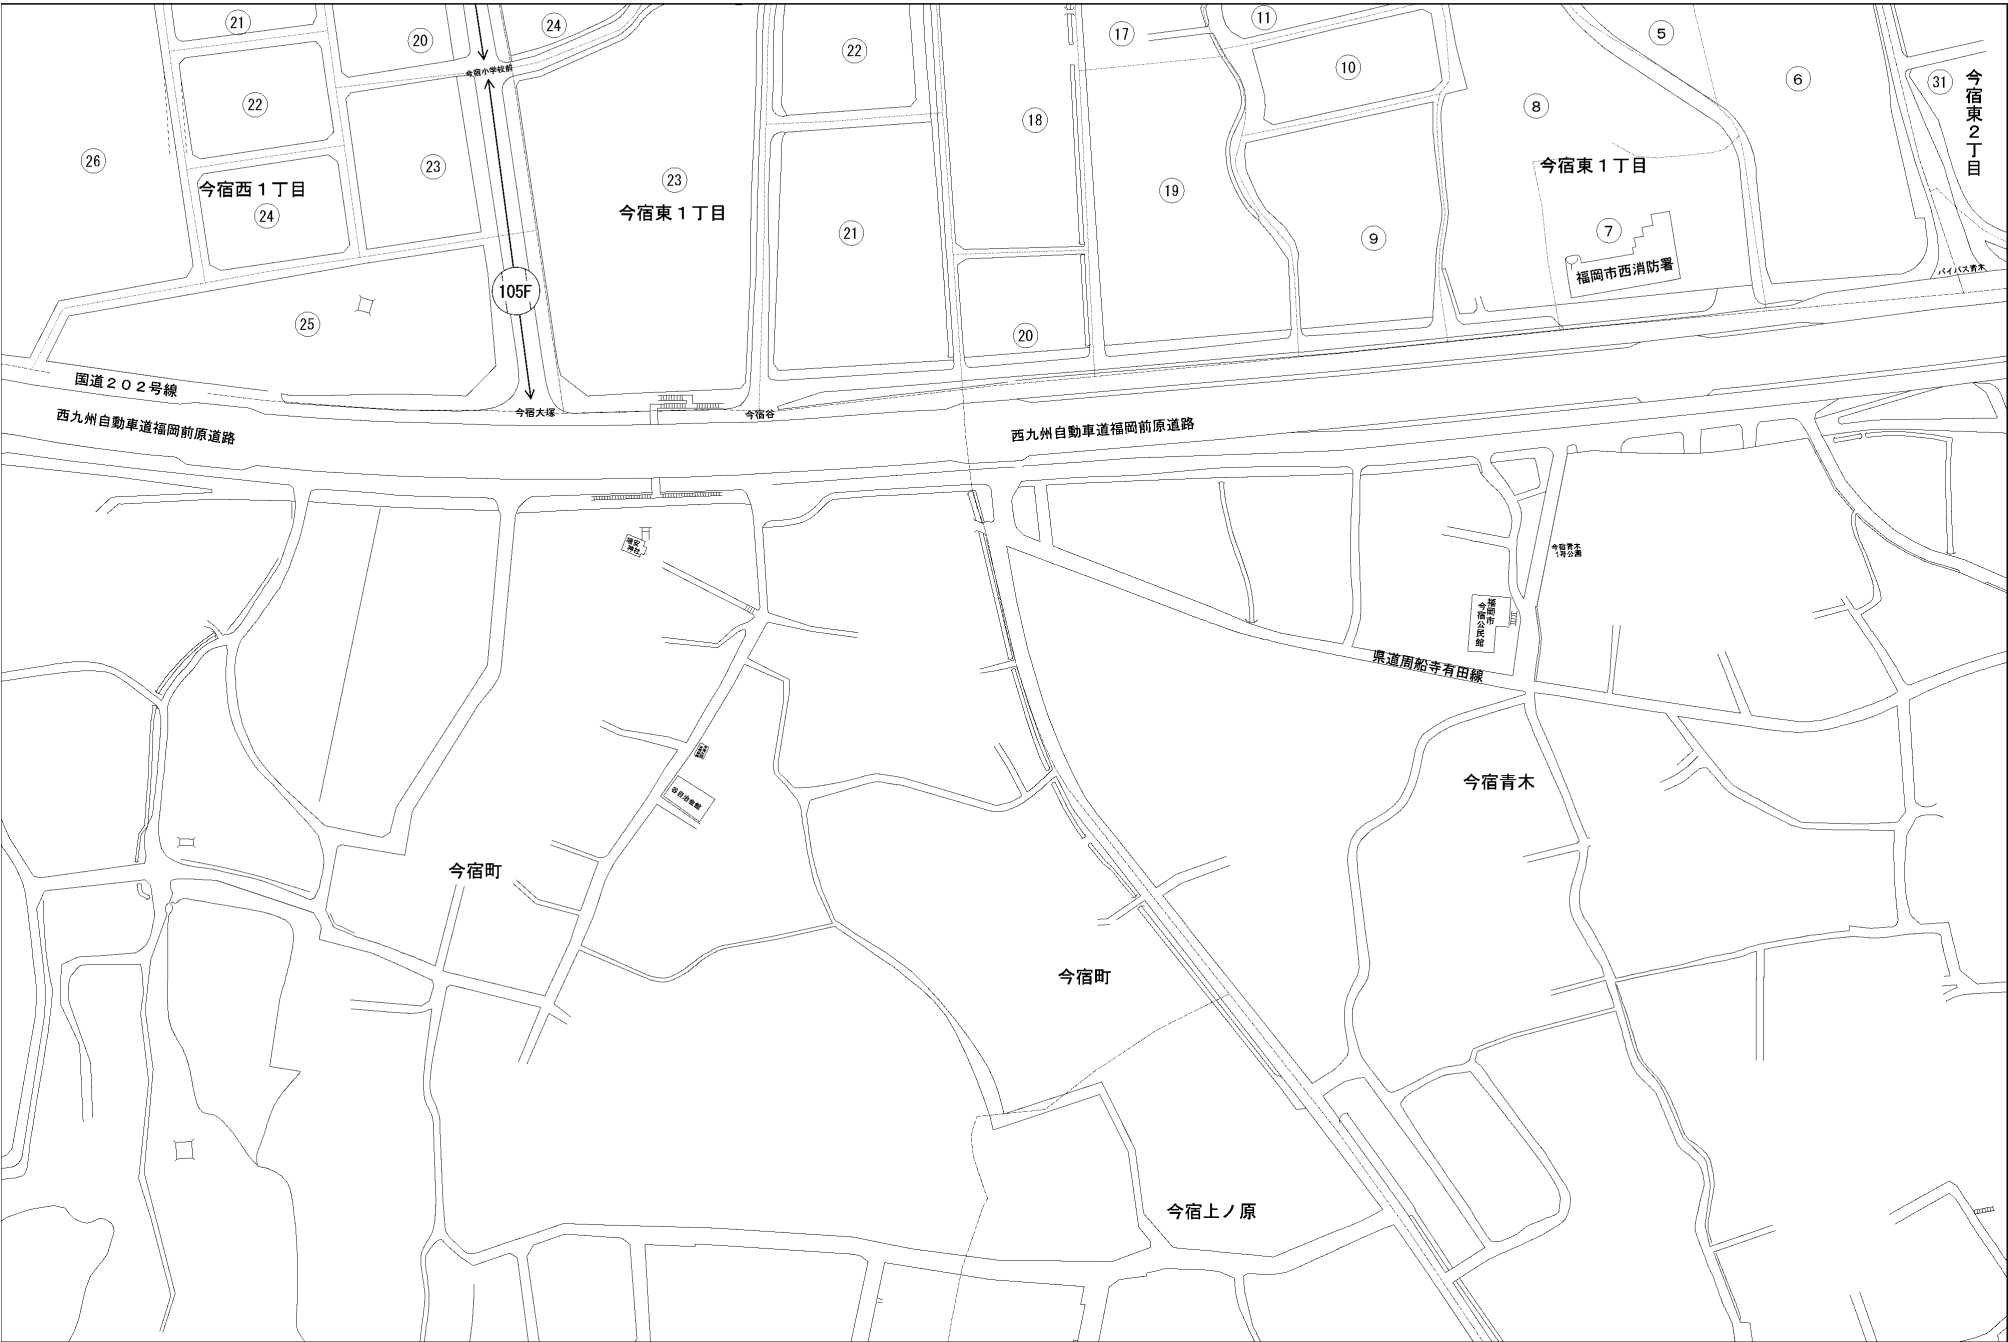 21
20
24
22
17
11
10
5
6
31
今宿東２丁目
今宿小学校前
22
26
23
18
8
今宿西１丁目
24
23
今宿東１丁目
19
今宿東１丁目
21
9
7
福岡市西消防署
バイパス青木
105F
25
20
国道２０２号線
今宿大塚
今宿谷
西九州自動車道福岡前原道路
西九州自動車道福岡前原道路
神社
今宿青木
1号公園
福岡市
今宿公民館
県道周船寺有田線
谷自治会館
今宿青木
今宿町
今宿町
今宿上ノ原